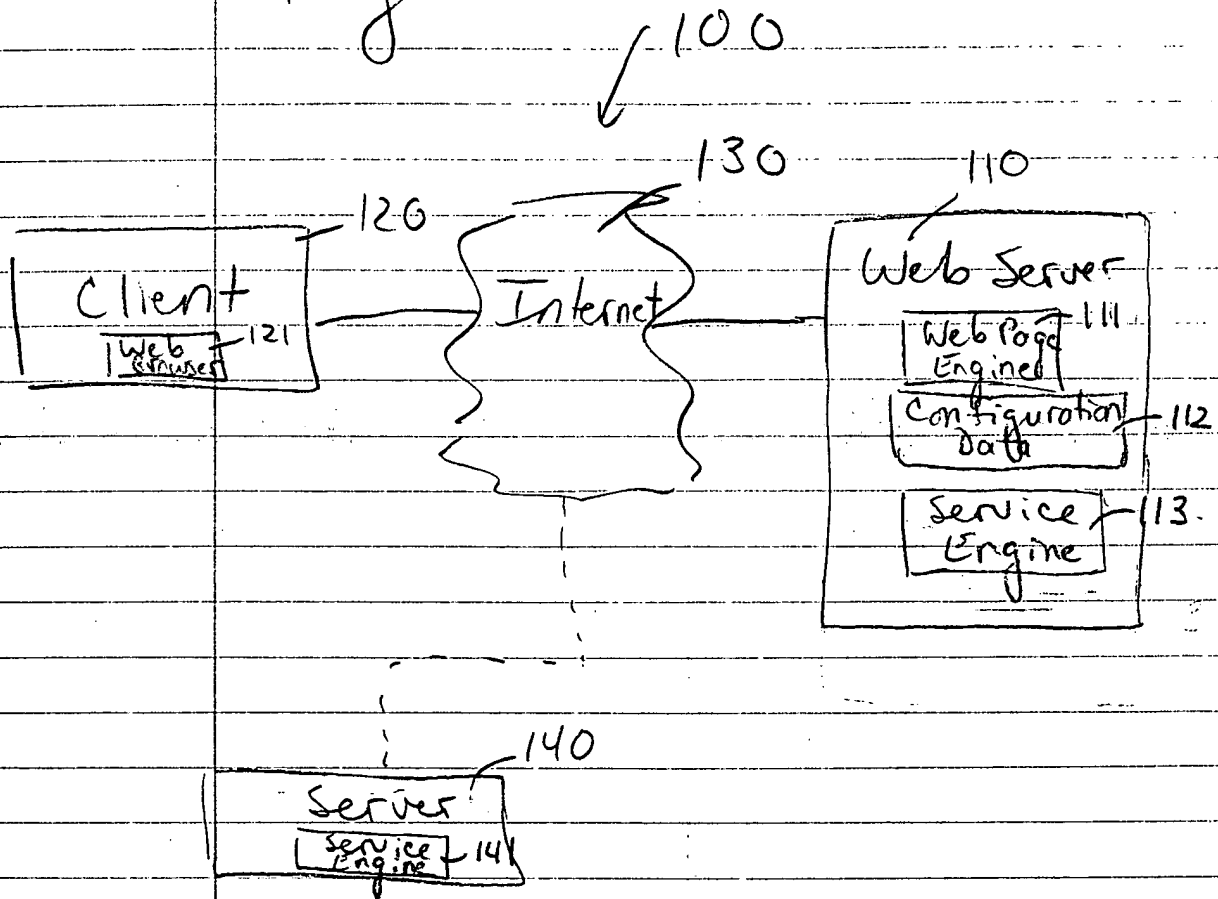 100
130
110
120
Client
Web
Browser
121
Internet
Web Server
Web Page
Engine
111
Configuration
Data
112
Service
Engine
113.
140
Server
Service
Engine
141